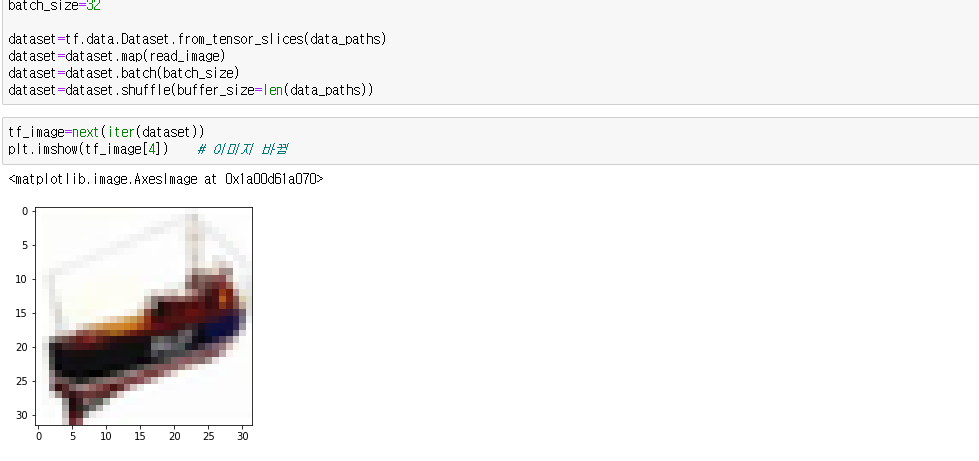 batch_size=32
dataset=tf.data.Dataset.from_tensor_slices(data_paths)
dataset=dataset.map(read_image)
dataset=dataset.batch(batch_size)
dataset=dataset.shuffle(buffer_size=len(data_paths))
tf_image=next(iter(dataset))
plt.imshow(tf_image[4])    # 이미지 바뀜
<matplotlib.image.AxesImage at 0x1a00d61a070>
0
5
10
15
20
25
30
0 5 10 15 20 25 30